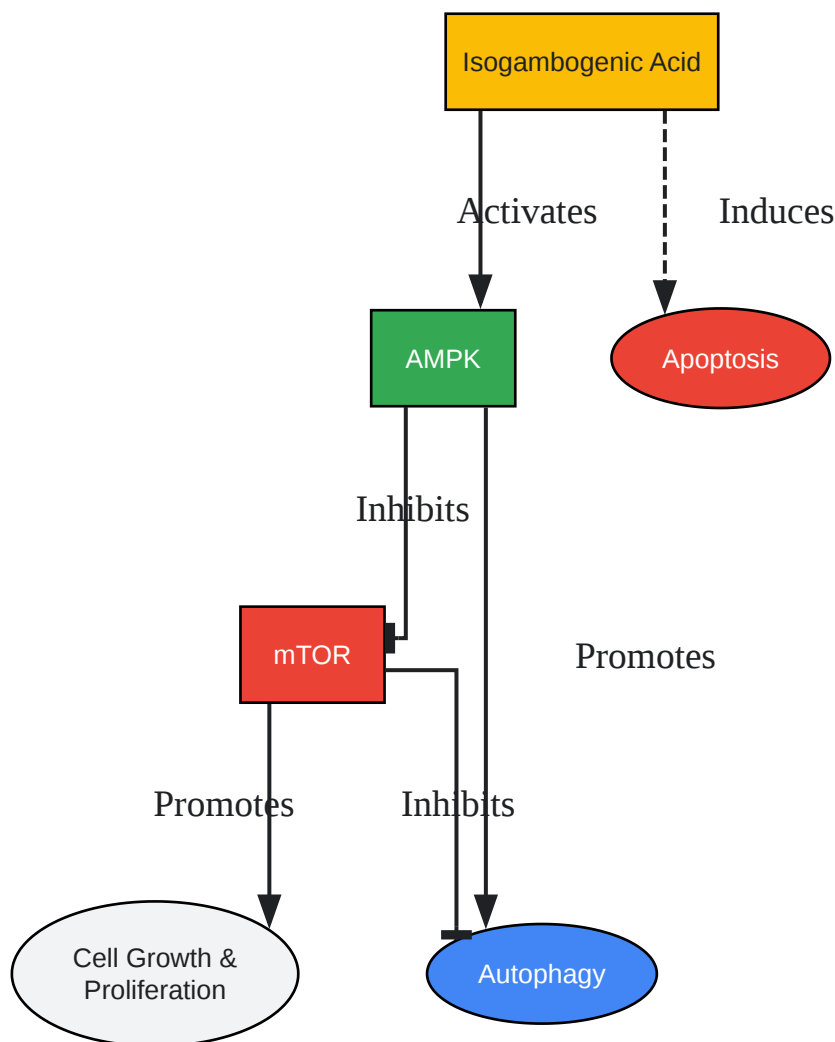 Isogambogenic Acid
Activates
Induces
AMPK
Apoptosis
Inhibits
mTOR
Promotes
Promotes
Inhibits
Cell Growth &
Proliferation
Autophagy